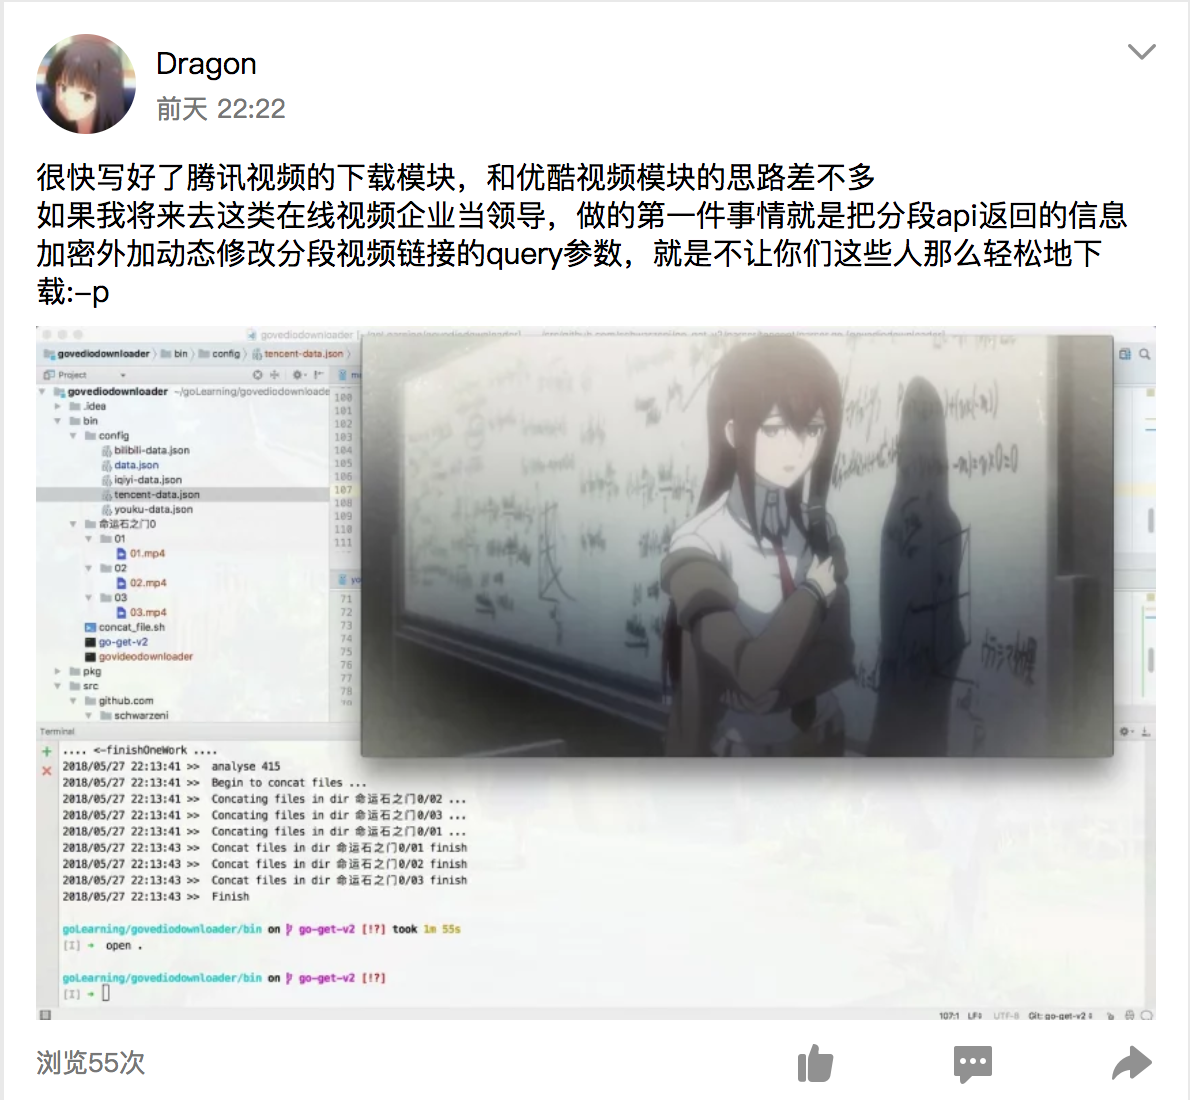 Dragon
前天 22:22
很快写好了腾讯视频的下载模块，和优酷视频模块的思路差不多
如果我将来去这类在线视频企业当领导，做的第一件事情就是把分段api返回的信息
加密外加动态修改分段视频链接的query参数，就是不让你们这些人那么轻松地下
载:-p
govediodownloader
govediodownloader bin config tencent-data.json
Project
govediodownloader ~/goLearning/govediodownloade
.idea
bin
config
bilibili-data.json
data.json
iqiyi-data.json
tencent-data.json
youku-data.json
命运石之门0
01
01.mp4
02
02.mp4
03
03.mp4
concat_file.sh
go-get-v2
govideodownloader
pkg
src
github.com
schwarzeni
100
101
102
103
104
105
106
107
108
109
110
111
yo
71
72
73
74
75
76
77
78
Terminal
.... <-finishOneWork ....
2018/05/27 22:13:41 >> analyse 415
2018/05/27 22:13:41 >> Begin to concat files ...
2018/05/27 22:13:41 >> Concating files in dir 命运石之门0/02 ...
2018/05/27 22:13:41 >> Concating files in dir 命运石之门0/03 ...
2018/05/27 22:13:41 >> Concating files in dir 命运石之门0/01 ...
2018/05/27 22:13:43 >> Concat files in dir 命运石之门0/01 finish
2018/05/27 22:13:43 >> Concat files in dir 命运石之门0/02 finish
2018/05/27 22:13:43 >> Concat files in dir 命运石之门0/03 finish
2018/05/27 22:13:43 >> Finish
goLearning/govediodownloader/bin on go-get-v2 [!?] took 1m 55s
[I] ➜ open .
goLearning/govediodownloader/bin on go-get-v2 [!?]
[I] ➜
107:1 LF UTF-8 Git: go-get-v2
浏览55次